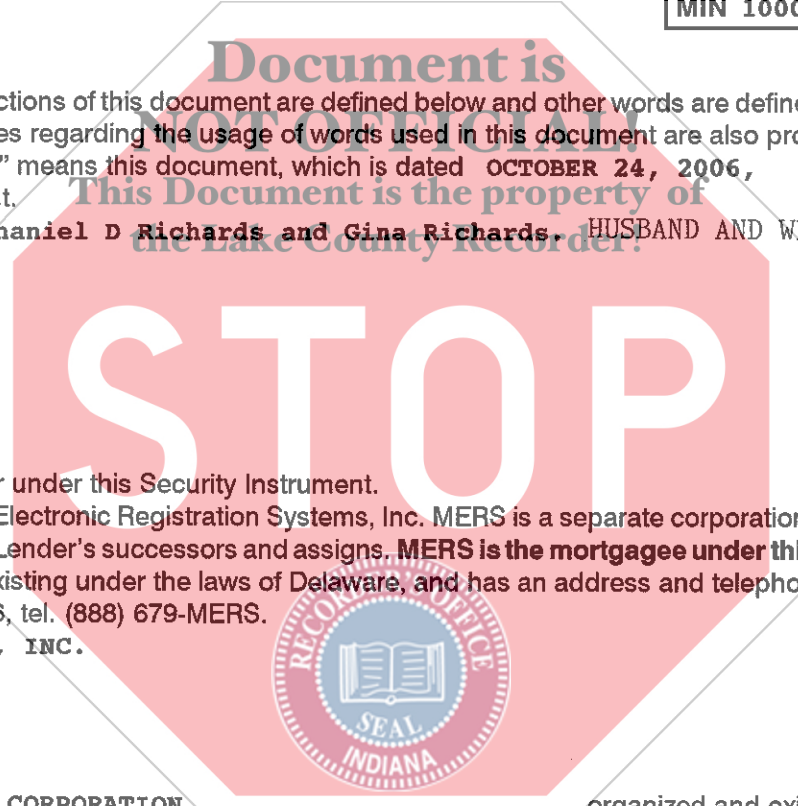 MIN 1000
Document is
ctions of this document are defined below and other words are define
NOT OFFICIAL!
es regarding the usage of words used in this document are also pro
" means this document, which is dated OCTOBER 24, 2006,
This Document is the property of
t.
naniel D Richards and Gina Richards, HUSBAND AND WI
the Lake County Recorder!
STOP
r under this Security Instrument.
Electronic Registration Systems, Inc. MERS is a separate corporation
Lender's successors and assigns. MERS is the mortgagee under thi
xisting under the laws of Delaware, and has an address and telepho
6, tel. (888) 679-MERS.
, INC.
RECORDER'S OFFICE
SEAL
INDIANA
CORPORATION
organized and exi